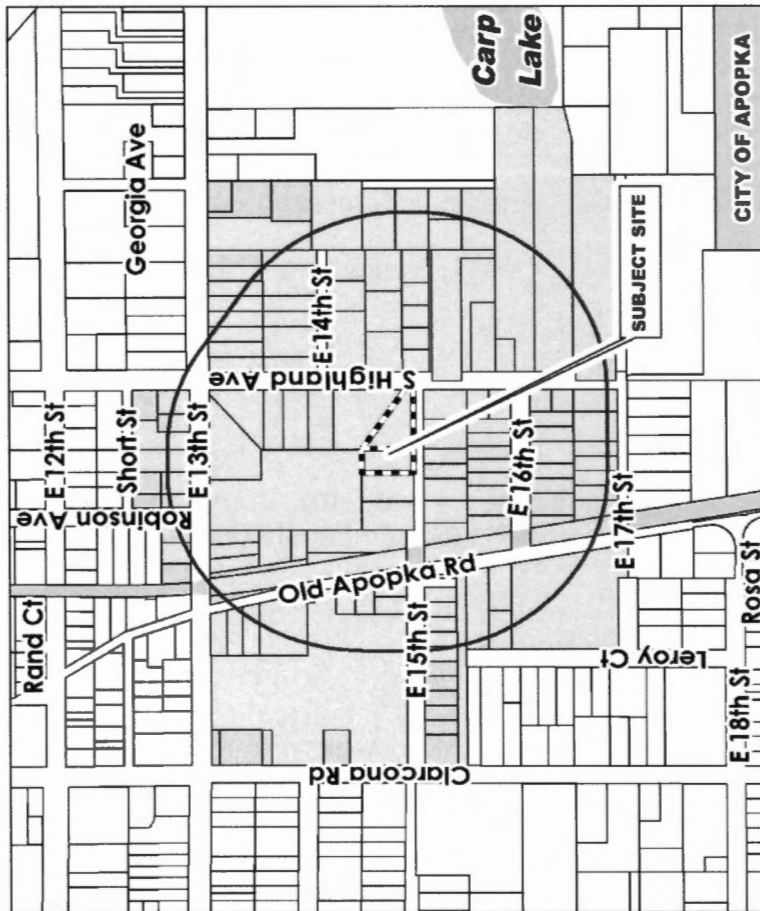 Carp
Lake
Georgia Ave
CITY OF APOPKA
SUBJECT SITE
E 14th St
S Highland Ave
E 12th St
Short St
E 13th St
Robinson Ave
E 16th St
E 17th St
Old Apopka Rd
Rand Ct
E 15th St
Rosa St
Leroy Ct
E 18th St
Clarcona Rd